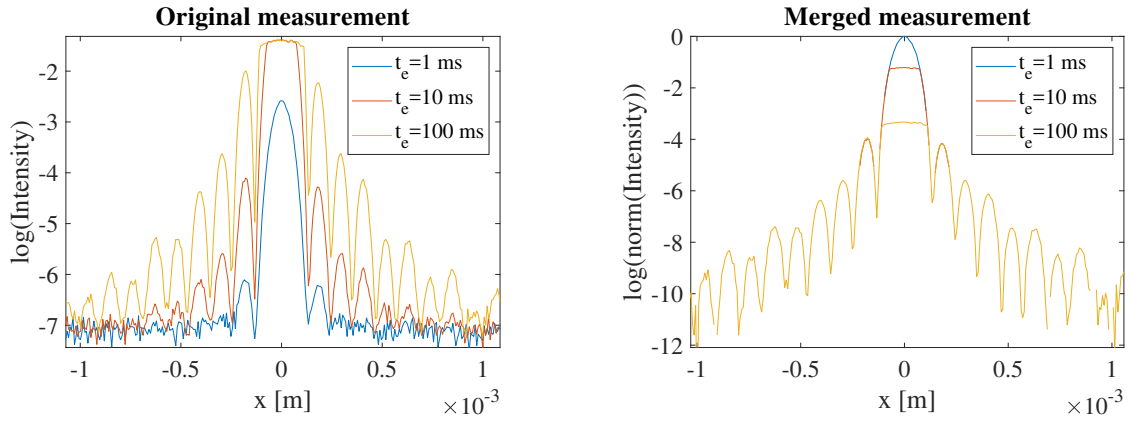 Original measurement
log(Intensity)
-2
-3
-4
-5
-6
-7
t_e=1 ms
t_e=10 ms
t_e=100 ms
-1
-0.5
0
0.5
1
x [m]
×10⁻³
Merged measurement
log(norm(Intensity))
0
-2
-4
-6
-8
-10
-12
t_e=1 ms
t_e=10 ms
t_e=100 ms
-1
-0.5
0
0.5
1
x [m]
×10⁻³